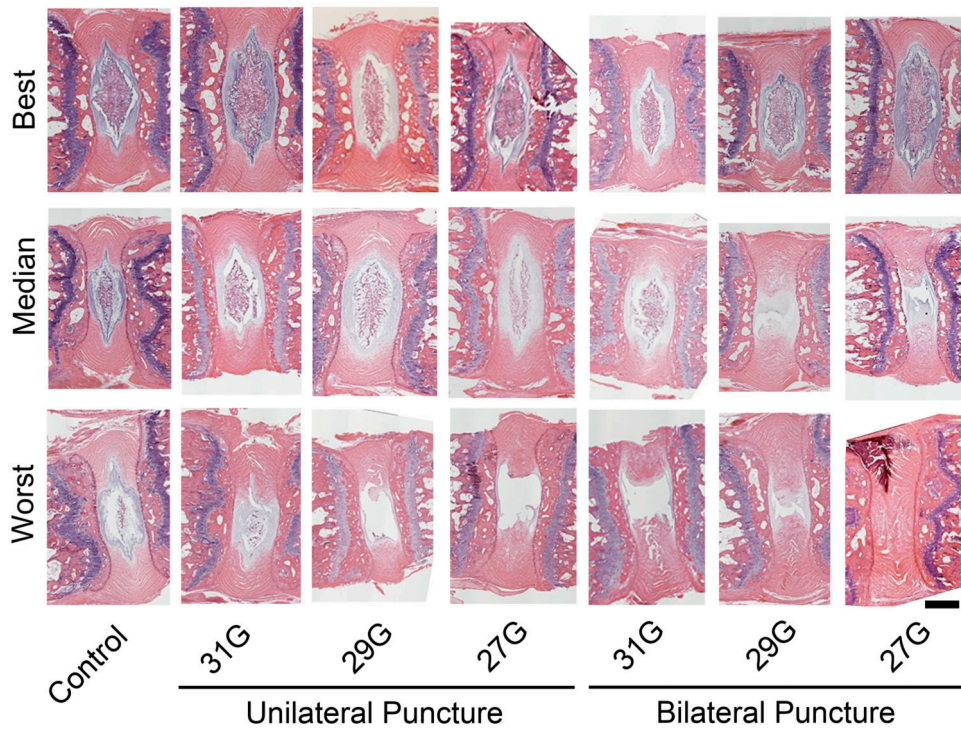 Best
Median
Worst
Control
31G
29G
27G
31G
29G
27G
Unilateral Puncture
Bilateral Puncture